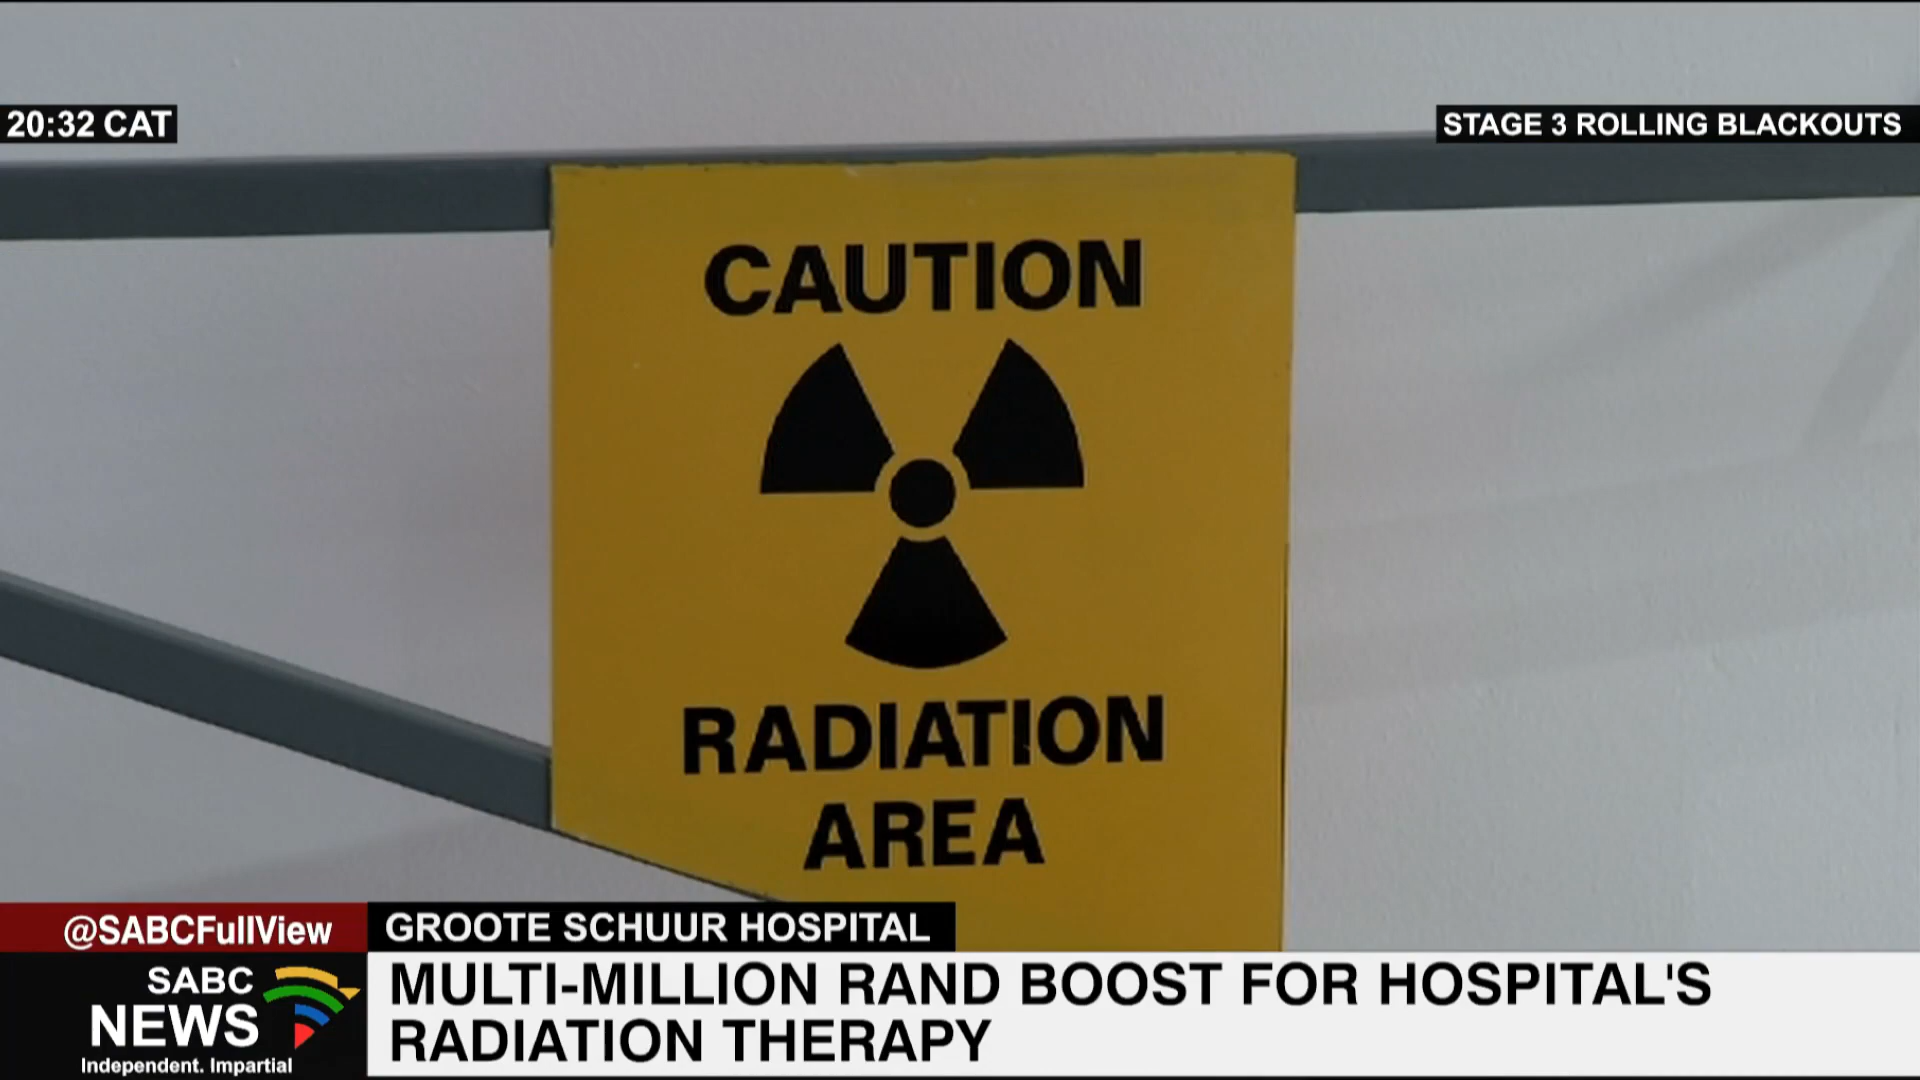 20:32 CAT
STAGE 3 ROLLING BLACKOUTS
CAUTION
RADIATION
AREA
@SABCFullView
GROOTE SCHUUR HOSPITAL
SABC
NEWS
Independent. Impartial
MULTI-MILLION RAND BOOST FOR HOSPITAL'S
RADIATION THERAPY